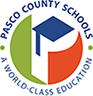 PASCO COUNTY SCHOOLS
A WORLD-CLASS EDUCATION